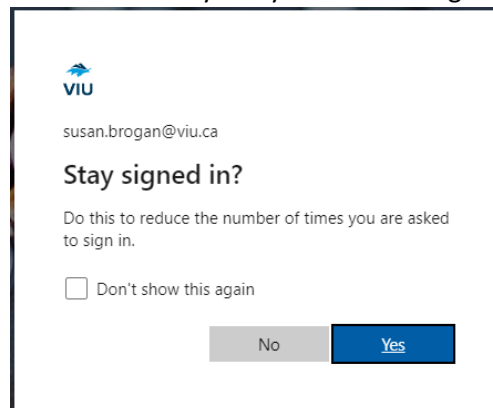 VIU
susan.brogan@viu.ca
Stay signed in?
Do this to reduce the number of times you are asked
to sign in.
Don't show this again
No
Yes